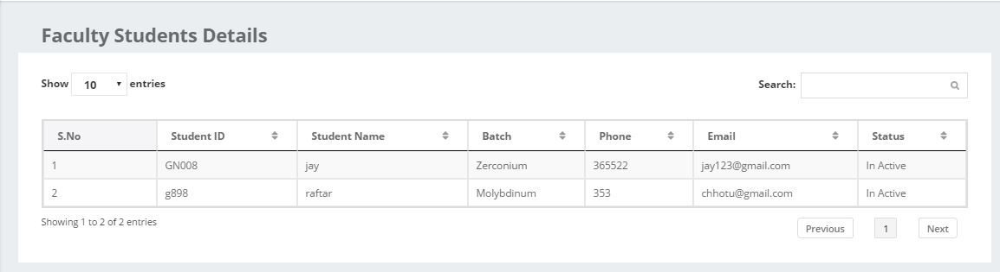 Faculty Students Details
Show 10 entries Search:
S.No Student ID Student Name Batch Phone Email Status
1 GN008 jay Zerconium 365522 jay123@gmail.com In Active
2 g898 raftar Molybdinum 353 chhotu@gmail.com In Active
Showing 1 to 2 of 2 entries Previous 1 Next